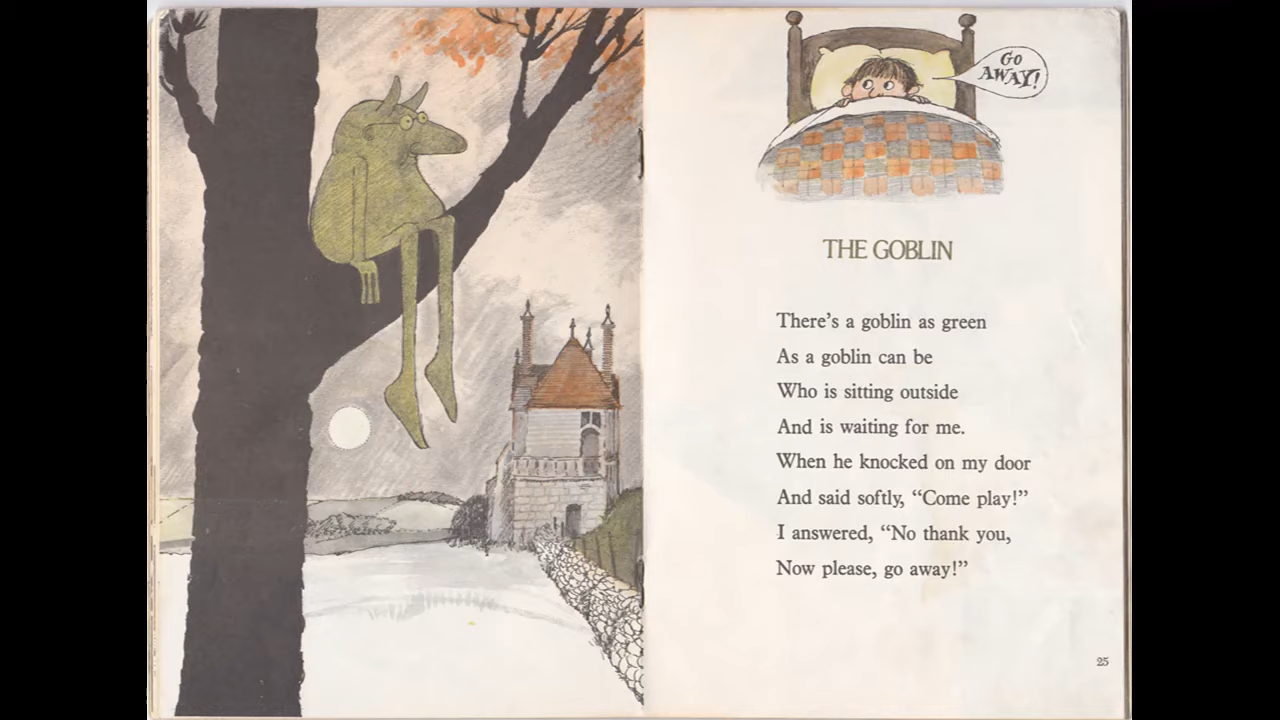 GO
AWAY!
THE GOBLIN
There's a goblin as green
As a goblin can be
Who is sitting outside
And is waiting for me.
When he knocked on my door
And said softly, “Come play!”
I answered, “No thank you,
Now please, go away!”
25